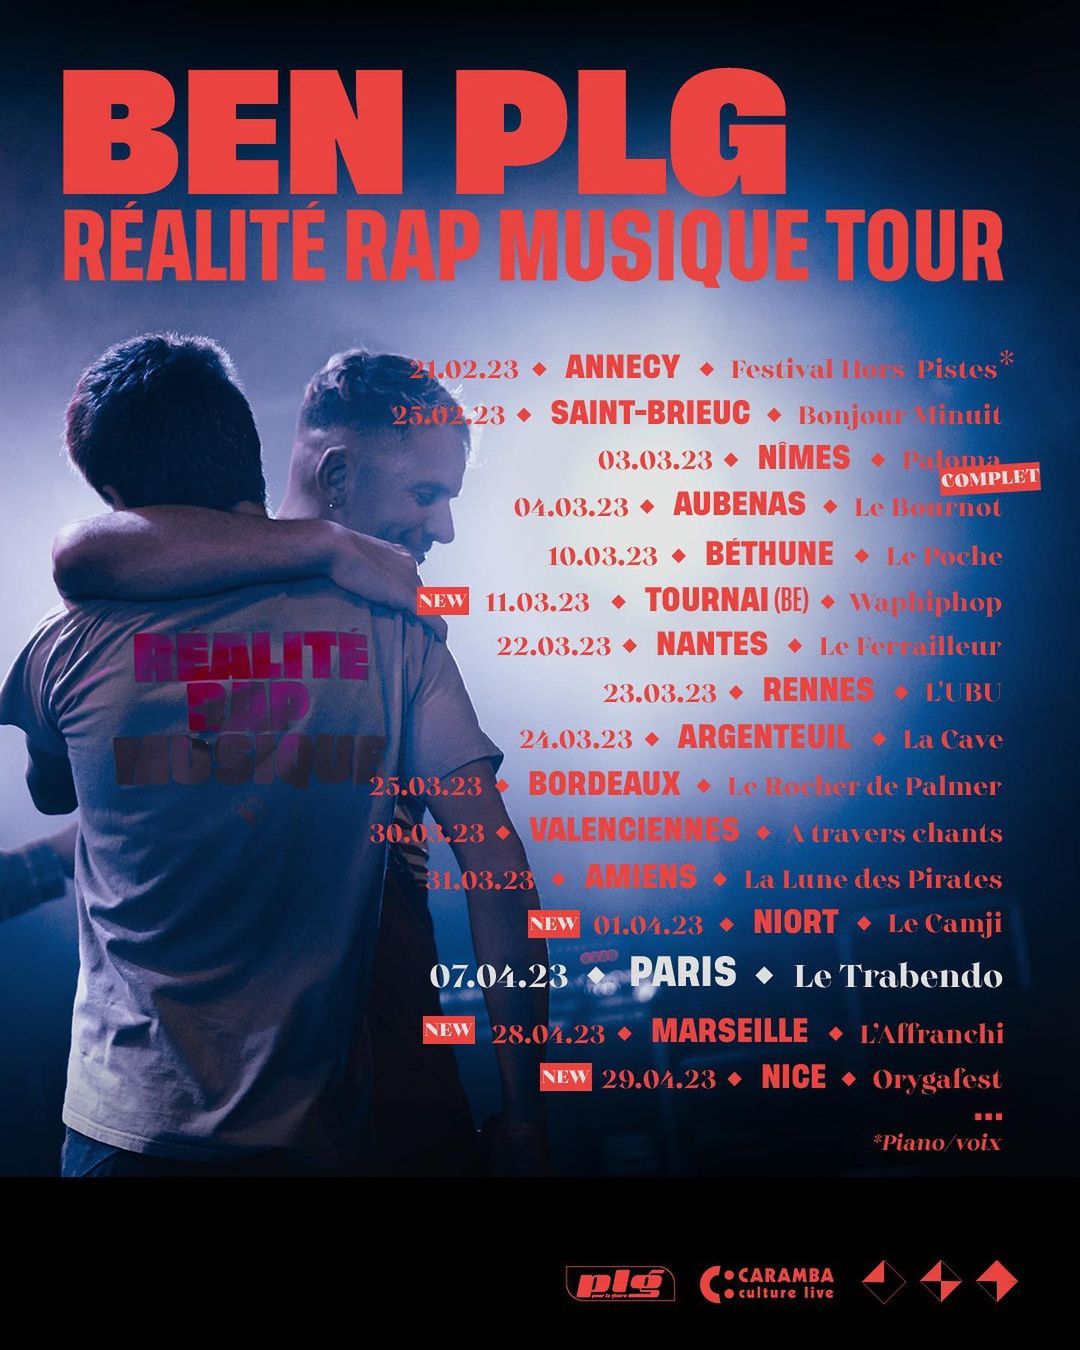 BEN PLG
RÉALITÉ RAP MUSIQUE TOUR
21.02.23 ◆ ANNECY ◆ Festival Hors Pistes*
25.02.23 ◆ SAINT-BRIEUC ◆ Bonjour Minuit
03.03.23 ◆ NÎMES ◆ Paloma
COMPLET
04.03.23 ◆ AUBENAS ◆ Le Bournot
10.03.23 ◆ BÉTHUNE ◆ Le Poche
NEW 11.03.23 ◆ TOURNAI (BE) ◆ Waphiphop
22.03.23 ◆ NANTES ◆ Le Ferrailleur
23.03.23 ◆ RENNES ◆ L'UBU
24.03.23 ◆ ARGENTEUIL ◆ La Cave
25.03.23 ◆ BORDEAUX ◆ Le Rocher de Palmer
30.03.23 ◆ VALENCIENNES ◆ A travers chants
31.03.23 ◆ AMIENS ◆ La Lune des Pirates
NEW 01.04.23 ◆ NIORT ◆ Le Camji
07.04.23 ◆ PARIS ◆ Le Trabendo
NEW 28.04.23 ◆ MARSEILLE ◆ L'Affranchi
NEW 29.04.23 ◆ NICE ◆ Orygafest
...
*Piano/voix
RÉALITÉ
RAP
MUSIQUE
plg
CARAMBA
culture live